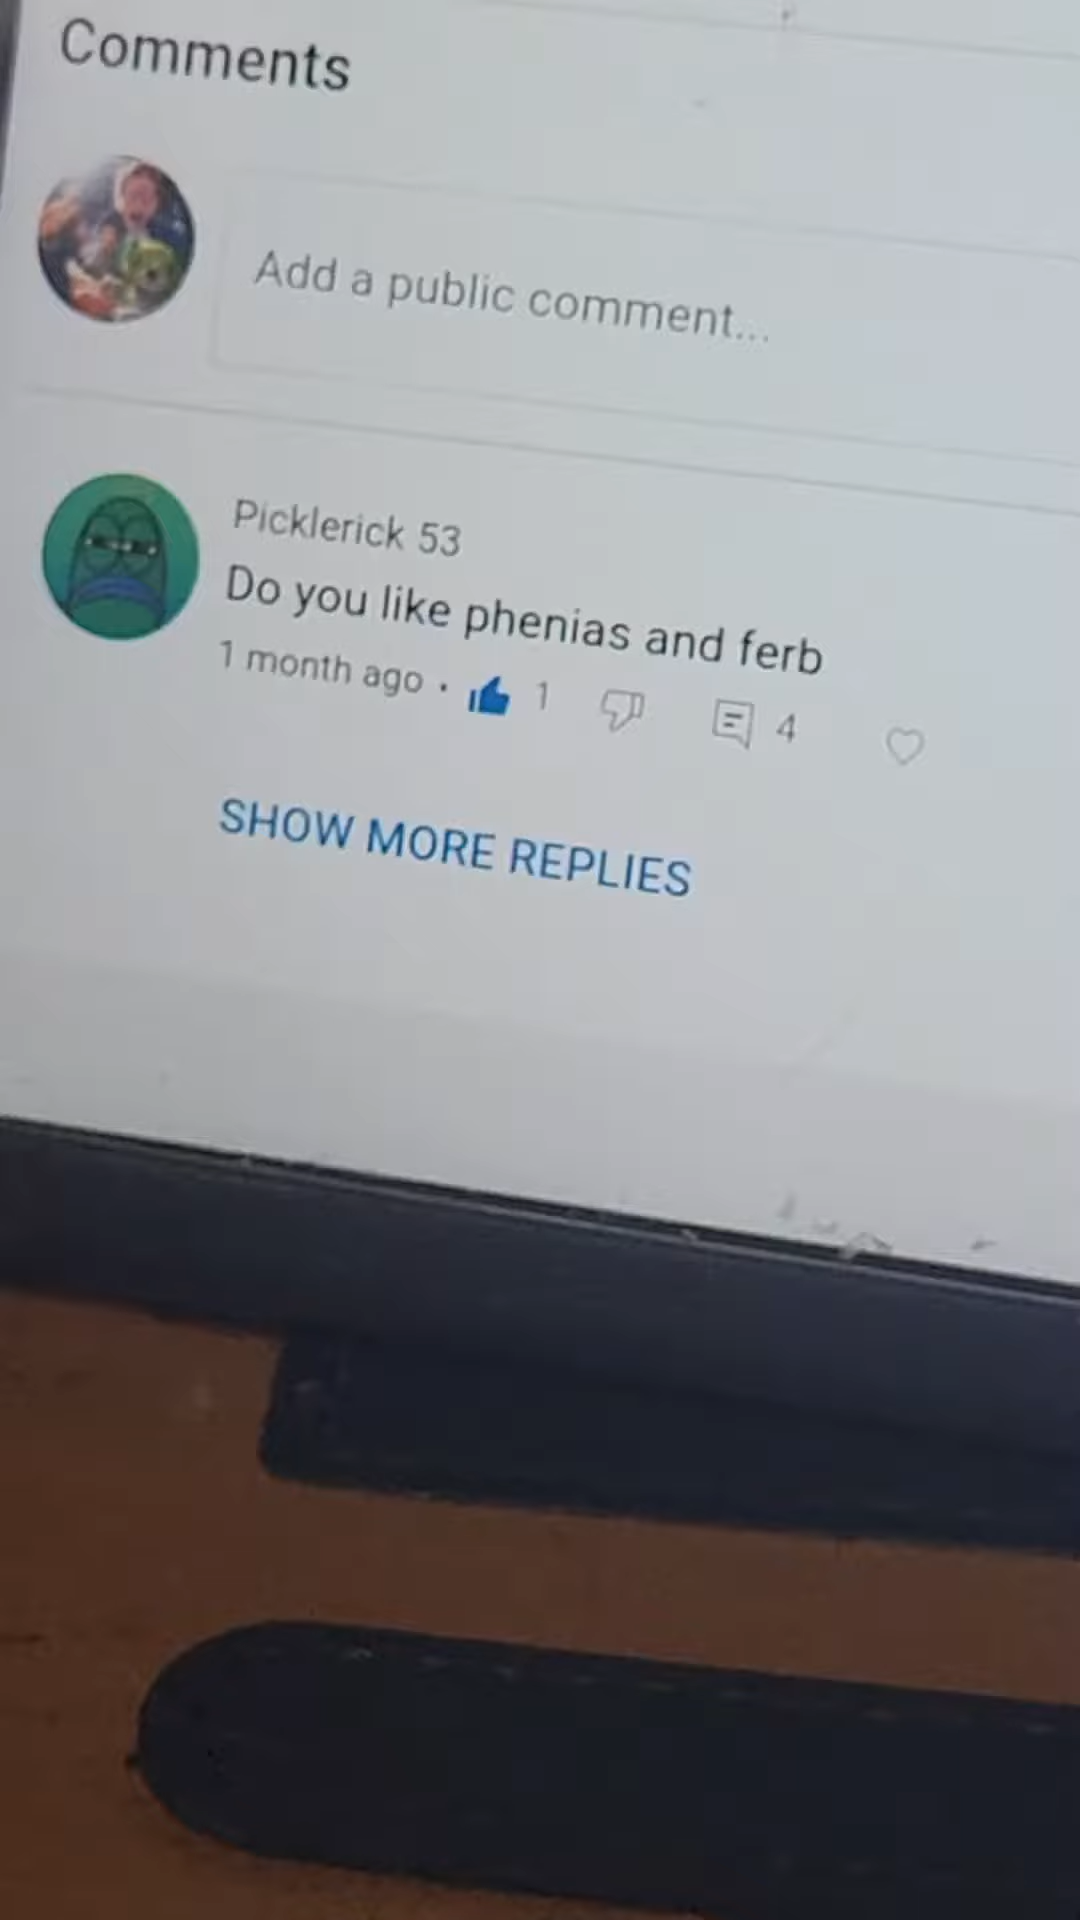 Comments
Add a public comment...
Picklerick 53
Do you like phenias and ferb
1 month ago · 1 4
SHOW MORE REPLIES